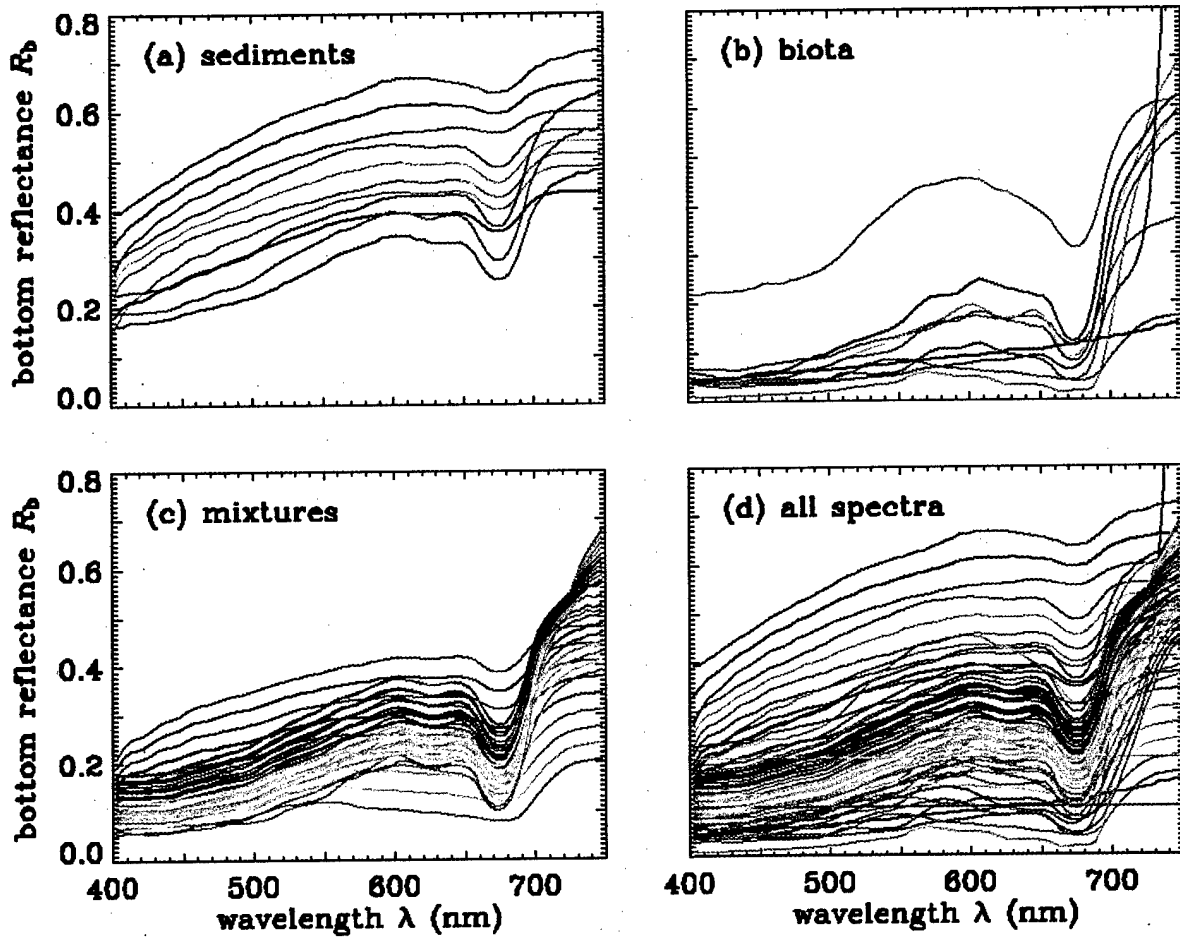 (a) sediments
(b) biota
bottom reflectance R_b
0.8
0.6
0.4
0.2
0.0
(c) mixtures
(d) all spectra
bottom reflectance R_b
0.8
0.6
0.4
0.2
0.0
400
500
600
700
400
500
600
700
wavelength λ (nm)
wavelength λ (nm)